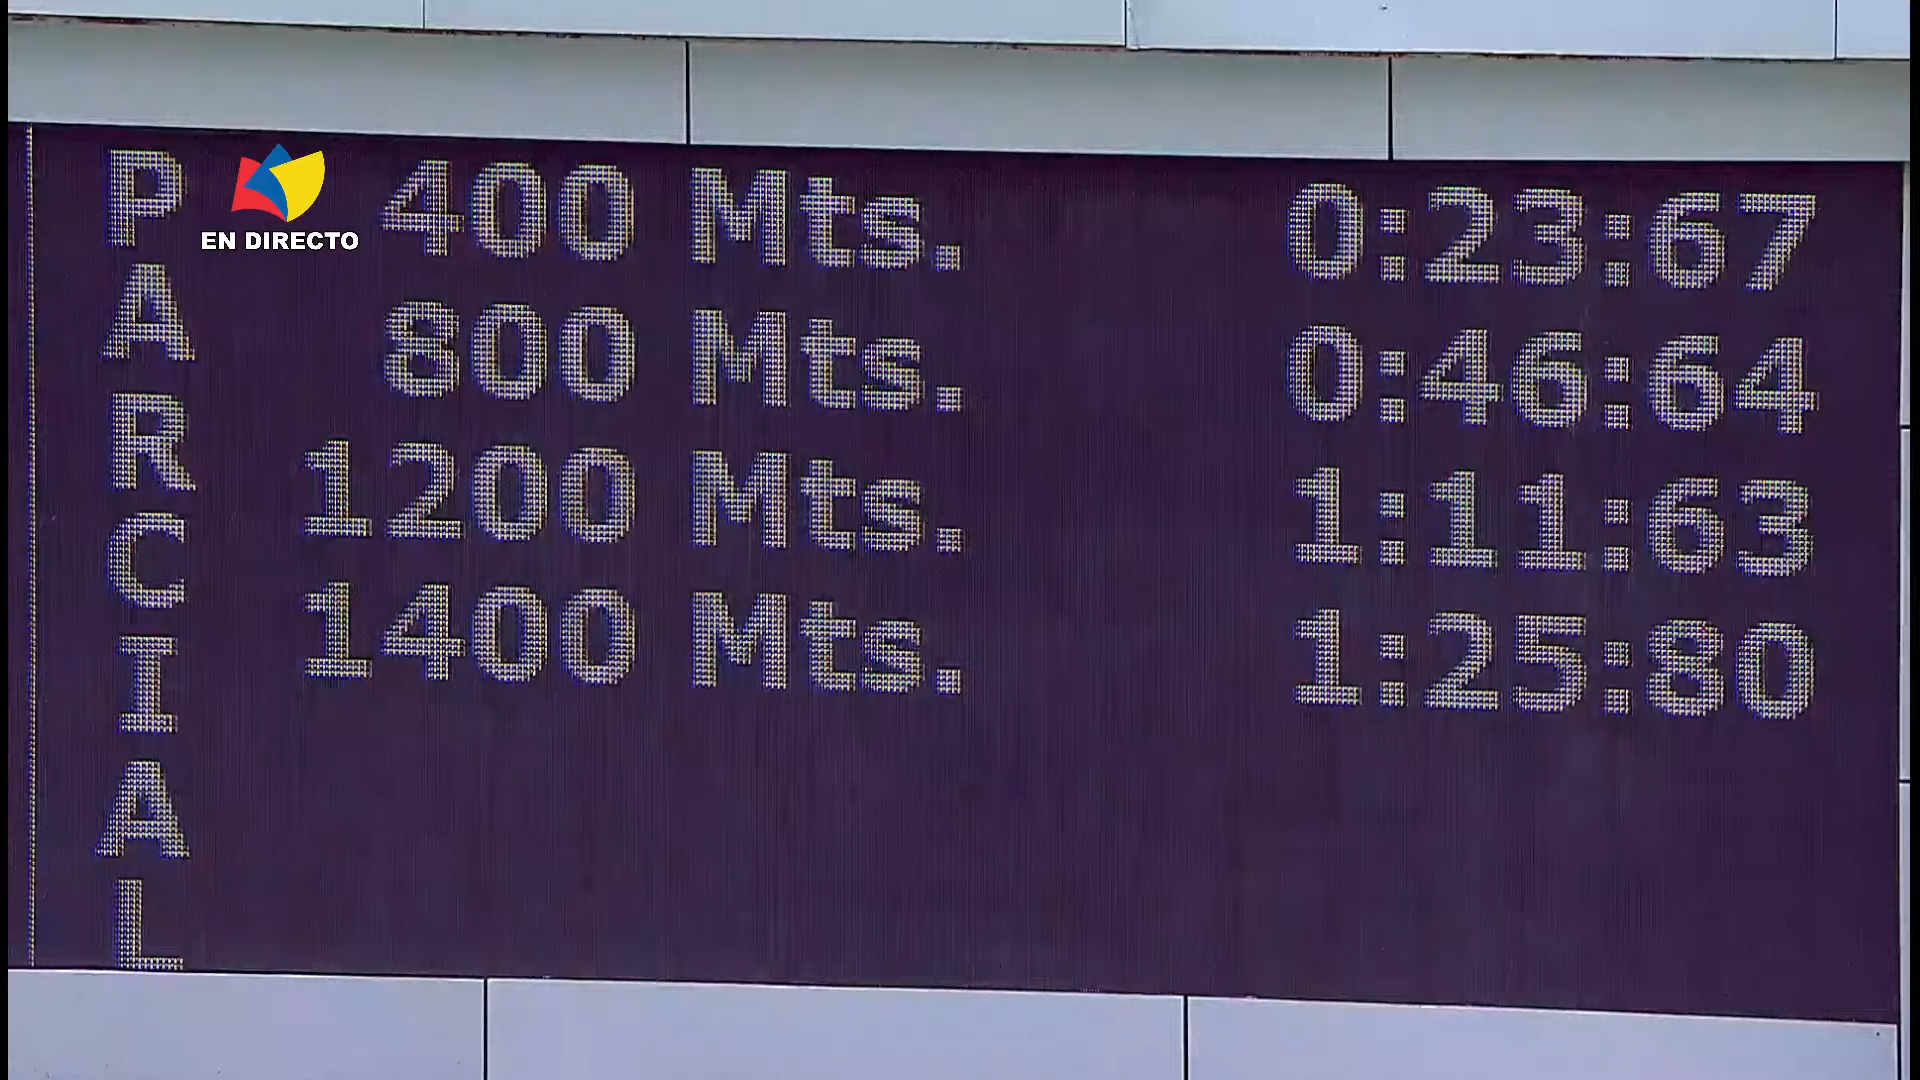 PARCIAL
EN DIRECTO
400 Mts. 0:23:67
800 Mts. 0:46:64
1200 Mts. 1:11:63
1400 Mts. 1:25:80